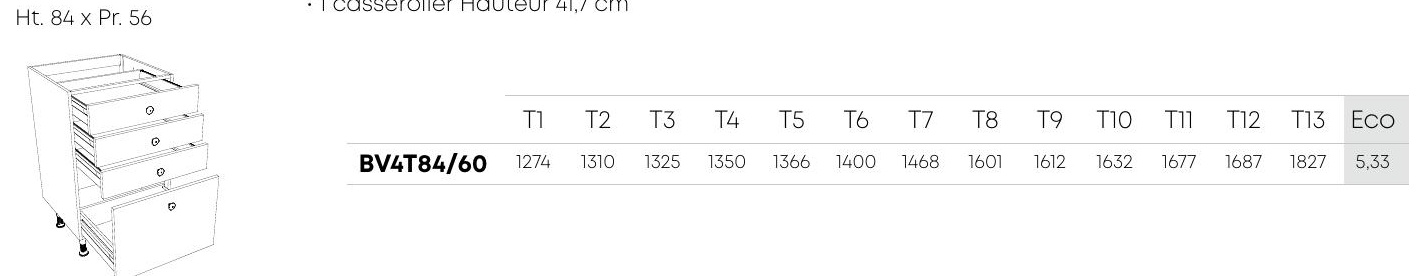 Ht. 84 x Pr. 56
• 1 casserolier Hauteur 41,7 cm
T1 T2 T3 T4 T5 T6 T7 T8 T9 T10 T11 T12 T13 Eco
BV4T84/60 1274 1310 1325 1350 1366 1400 1468 1601 1612 1632 1677 1687 1827 5,33